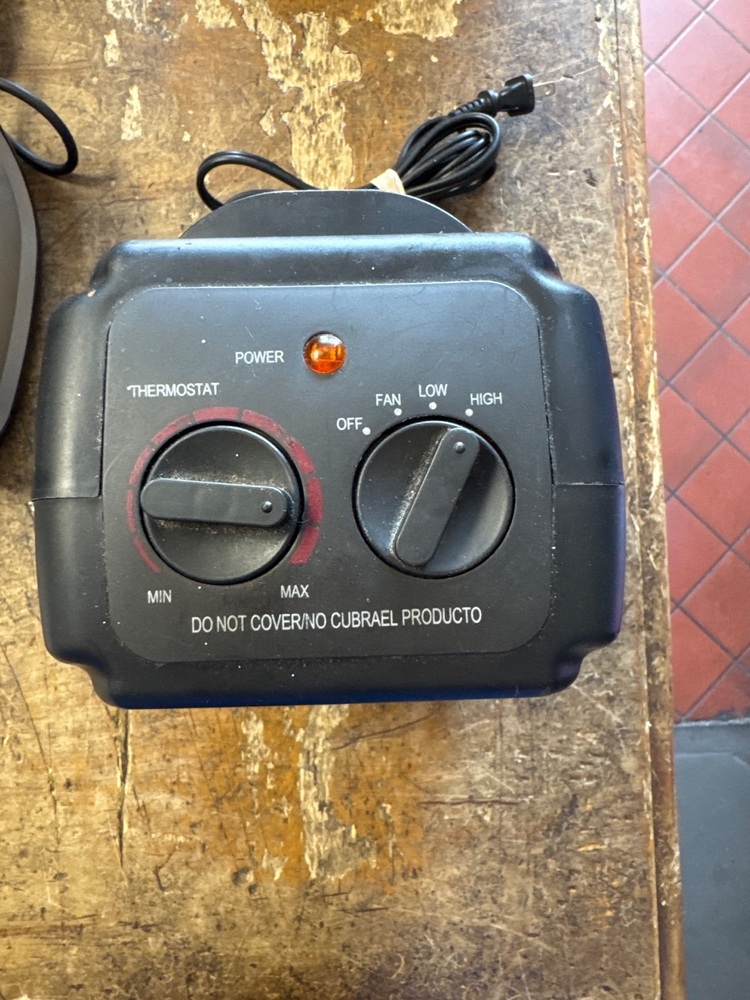 POWER
THERMOSTAT
OFF
FAN
LOW
HIGH
MIN
MAX
DO NOT COVER/NO CUBRAEL PRODUCTO